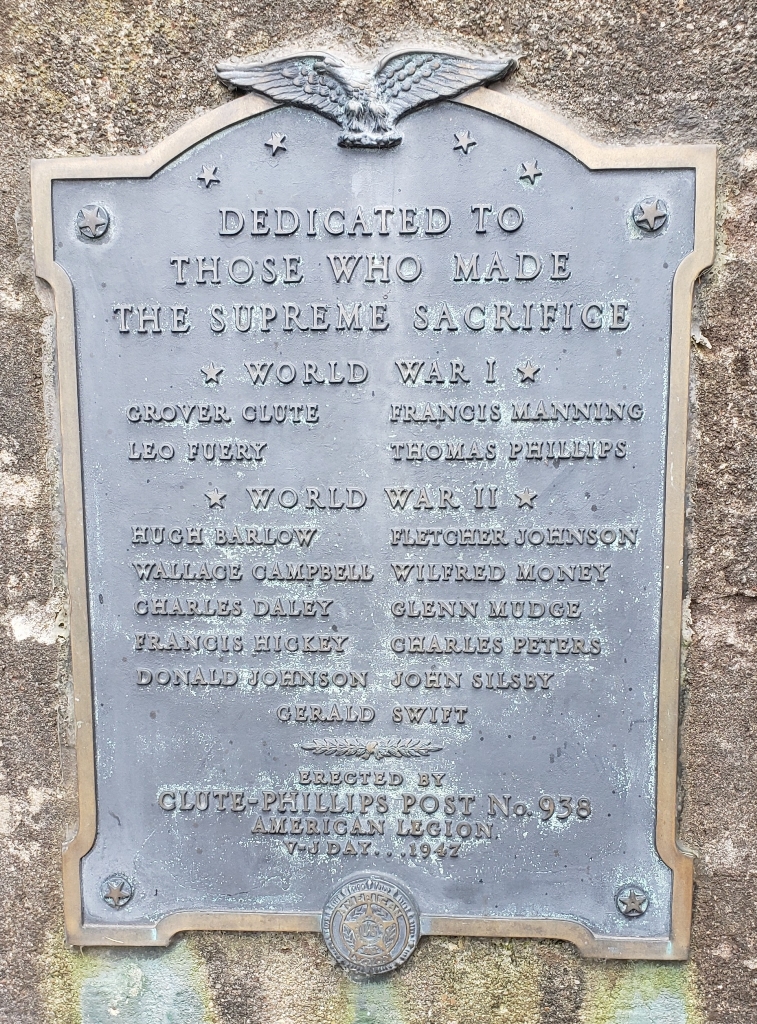 DEDICATED TO
THOSE WHO MADE
THE SUPREME SACRIFICE
WORLD WAR I
GROVER CLUTE FRANCIS MANNING
LEO FUERY THOMAS PHILLIPS
WORLD WAR II
HUGH BARLOW FLETCHER JOHNSON
WALLACE CAMPBELL WILFRED MONEY
CHARLES DALEY GLENN MUDGE
FRANCIS HICKEY CHARLES PETERS
DONALD JOHNSON JOHN SILSBY
GERALD SWIFT
ERECTED BY
CLUTE-PHILLIPS POST No. 938
AMERICAN LEGION.
V-J DAY...1947